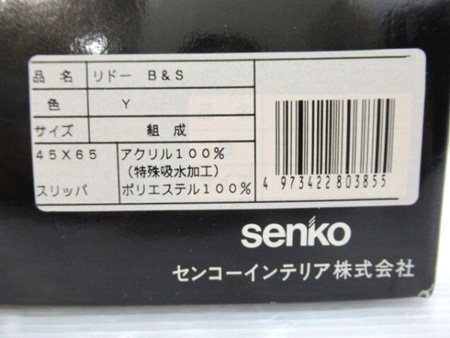 品 名 リドー B&S
色 Y
サイズ 組 成
45X65 アクリル100%
(特殊吸水加工)
スリッパ ポリエステル100%
4 973422 803855
senko
センコーインテリア株式会社